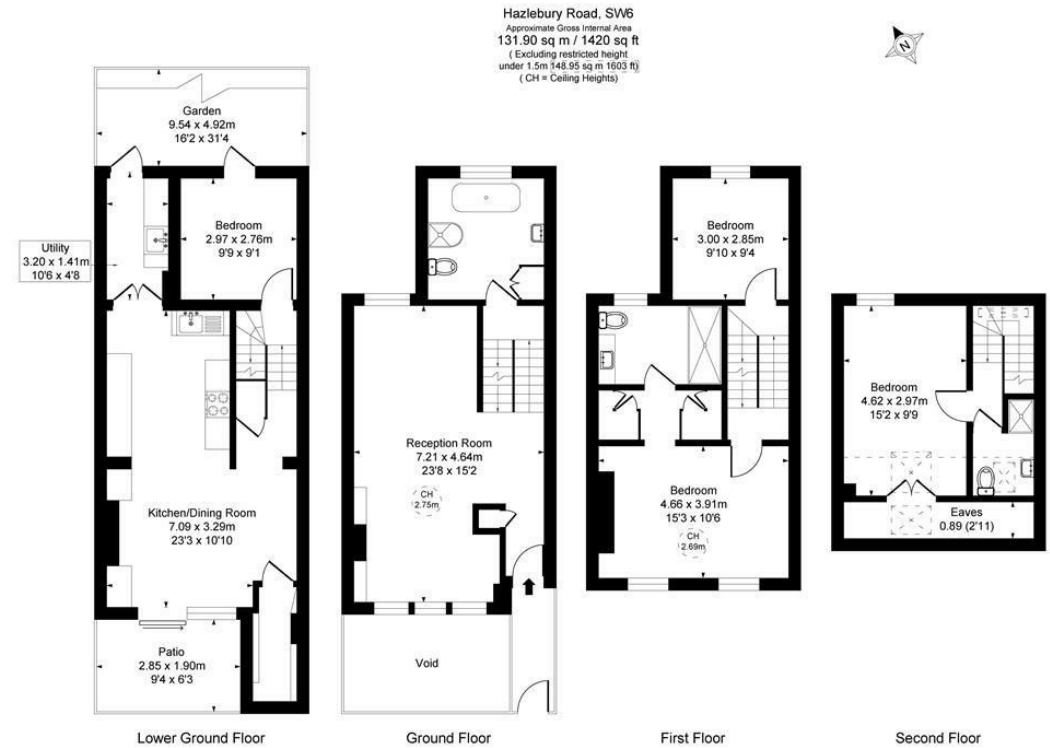 Hazlebury Road, SW6
Approximate Gross Internal Area
131.90 sq m / 1420 sq ft
( Excluding restricted height
under 1.5m 148.95 sq m 1603 ft)
( CH = Ceiling Heights)
N
Garden
9.54 x 4.92m
16'2 x 31'4
Utility
3.20 x 1.41m
10'6 x 4'8
Bedroom
2.97 x 2.76m
9'9 x 9'1
Kitchen/Dining Room
7.09 x 3.29m
23'3 x 10'10
Patio
2.85 x 1.90m
9'4 x 6'3
Lower Ground Floor
Reception Room
7.21 x 4.64m
23'8 x 15'2
CH
2.75m
Void
Ground Floor
Bedroom
3.00 x 2.85m
9'10 x 9'4
Bedroom
4.66 x 3.91m
15'3 x 10'6
CH
2.69m
First Floor
Bedroom
4.62 x 2.97m
15'2 x 9'9
Eaves
0.89 (2'11)
Second Floor